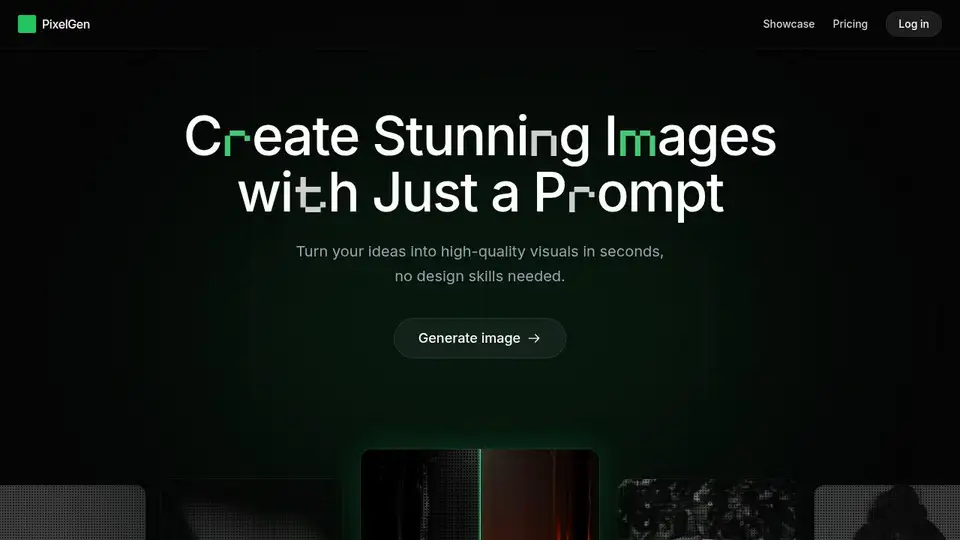 PixelGen
Showcase
Pricing
Log in
Create Stunning Images
with Just a Prompt
Turn your ideas into high-quality visuals in seconds,
no design skills needed.
Generate image →